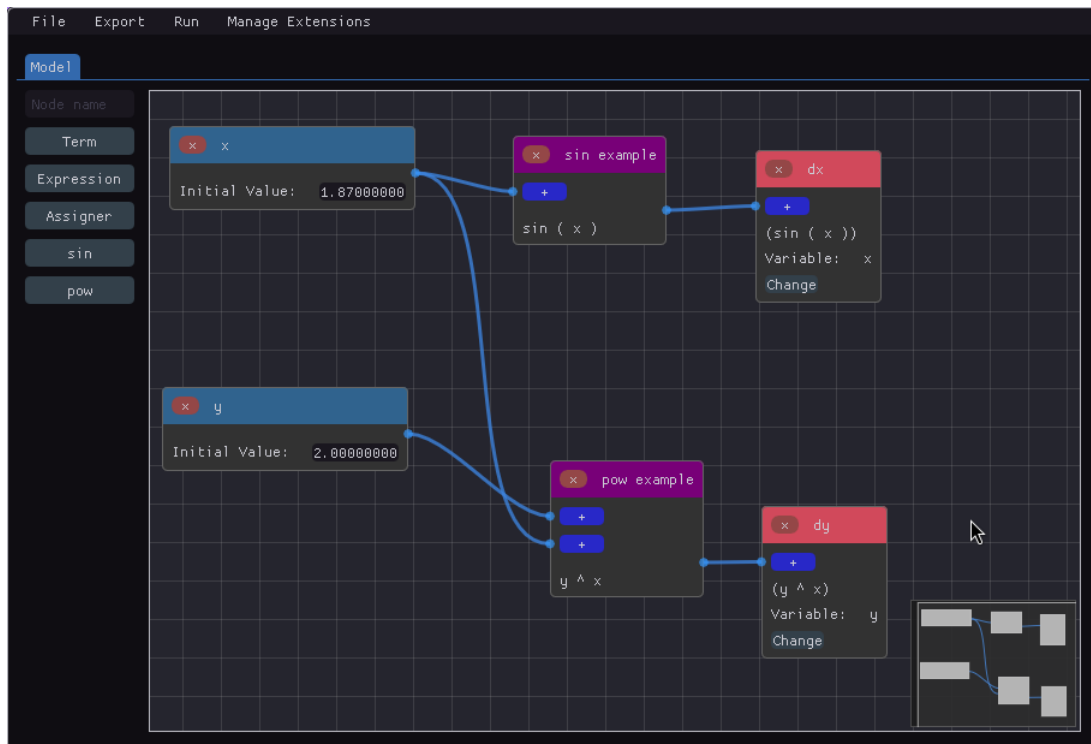 File Export Run Manage Extensions
Model
Node name
Term
Expression
Assigner
sin
pow
x x
Initial Value: 1.87000000
x sin example
+
sin ( x )
x dx
+
(sin ( x ))
Variable: x
Change
x y
Initial Value: 2.00000000
x pow example
+
+
y ^ x
x dy
+
(y ^ x)
Variable: y
Change